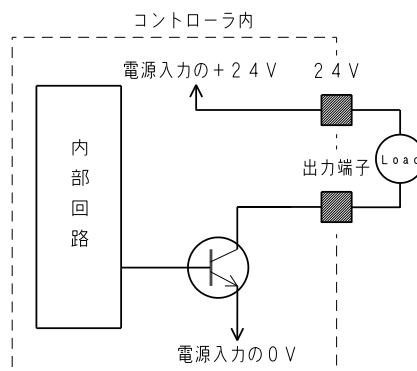 コントローラ内
電源入力の+24V
24V
内部回路
出力端子
Load
電源入力の0V